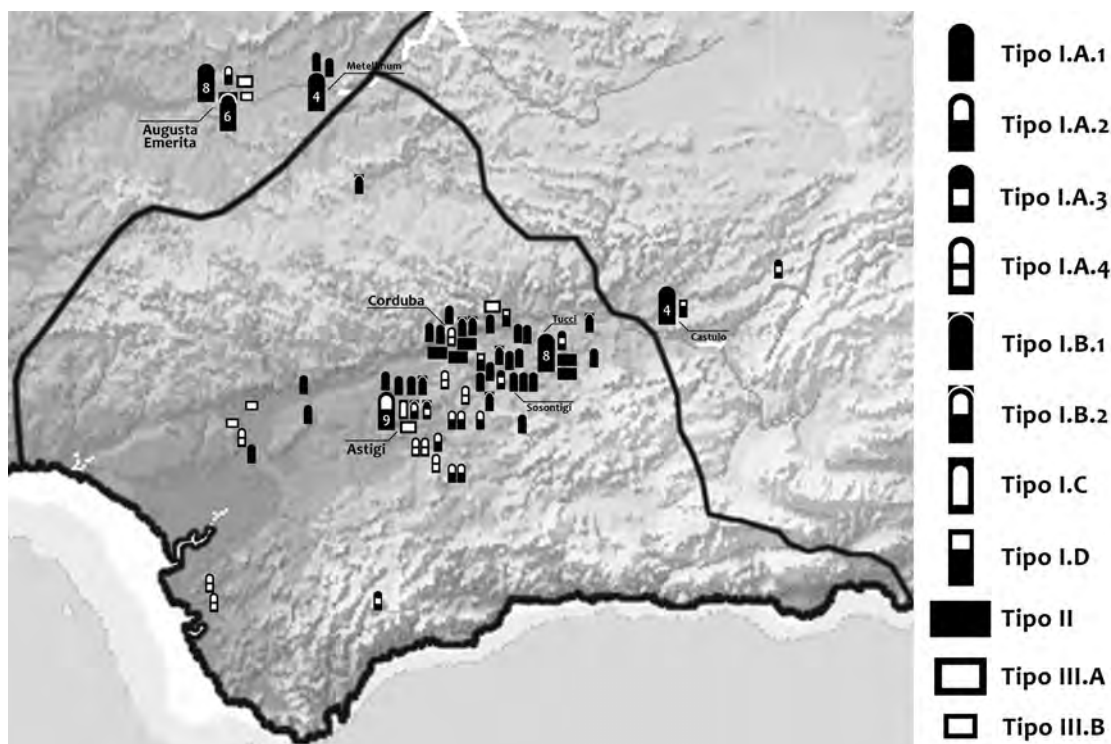 8
4
Metellinum
6
Augusta
Emerita
Corduba
Tucci
8
4
Castulo
Sosontigi
9
Astigi
Tipo I.A.1
Tipo I.A.2
Tipo I.A.3
Tipo I.A.4
Tipo I.B.1
Tipo I.B.2
Tipo I.C
Tipo I.D
Tipo II
Tipo III.A
Tipo III.B